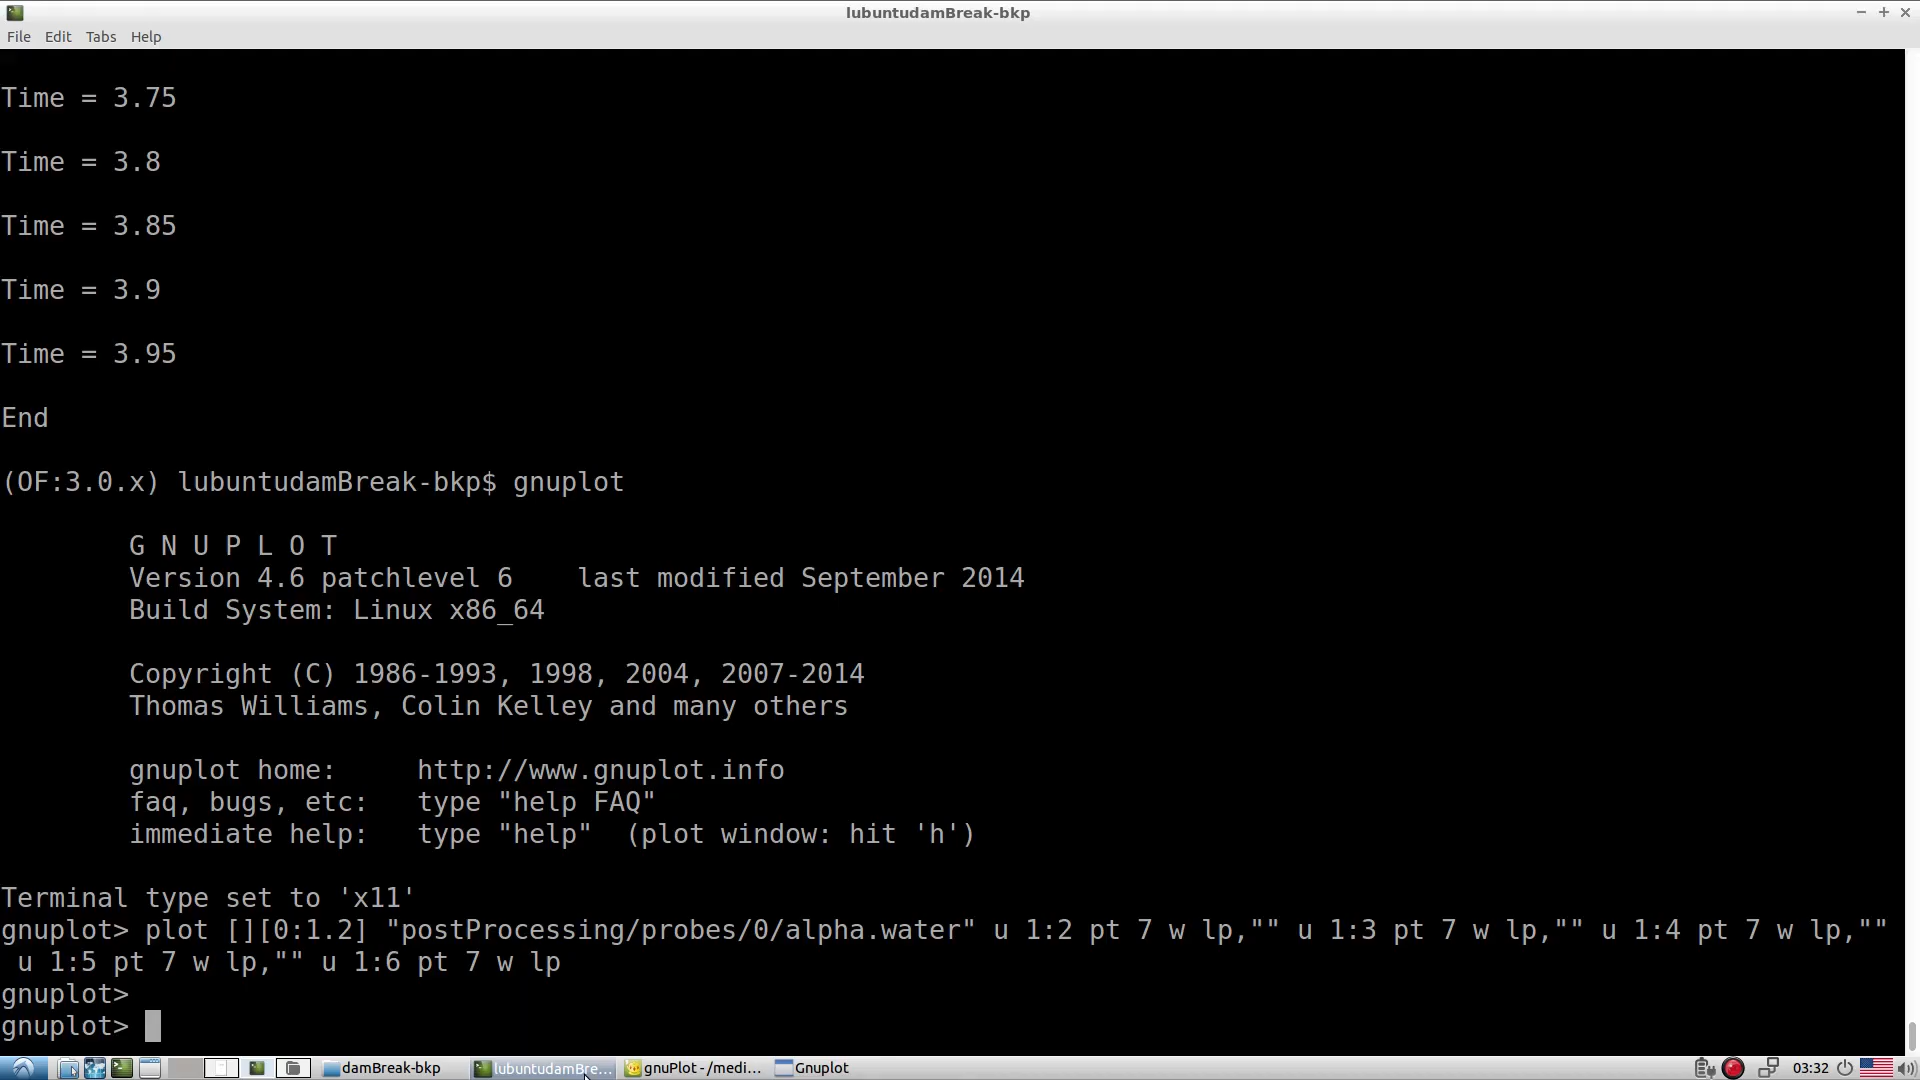 lubuntudamBreak-bkp
File Edit Tabs Help
Time = 3.75
Time = 3.8
Time = 3.85
Time = 3.9
Time = 3.95
End
(OF:3.0.x) lubuntudamBreak-bkp$ gnuplot
G N U P L O T
Version 4.6 patchlevel 6    last modified September 2014
Build System: Linux x86_64
Copyright (C) 1986-1993, 1998, 2004, 2007-2014
Thomas Williams, Colin Kelley and many others
gnuplot home:     http://www.gnuplot.info
faq, bugs, etc:   type "help FAQ"
immediate help:   type "help"  (plot window: hit 'h')
Terminal type set to 'x11'
gnuplot> plot [][0:1.2] "postProcessing/probes/0/alpha.water" u 1:2 pt 7 w lp,"" u 1:3 pt 7 w lp,"" u 1:4 pt 7 w lp,""
u 1:5 pt 7 w lp,"" u 1:6 pt 7 w lp
gnuplot>
gnuplot>
damBreak-bkp lubuntudamBre... gnuPlot - /medi... Gnuplot 03:32